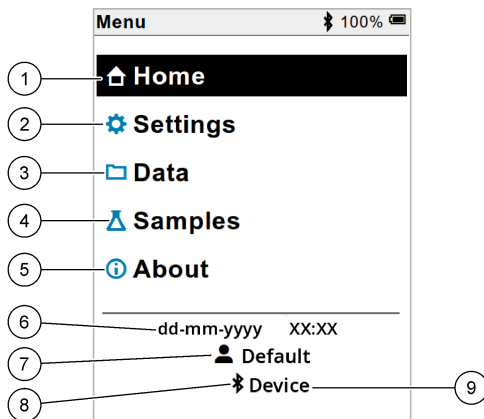 Menu 100%
1 Home
2 Settings
3 Data
4 Samples
5 About
6 dd-mm-yyyy XX:XX
7 Default
8 Device 9